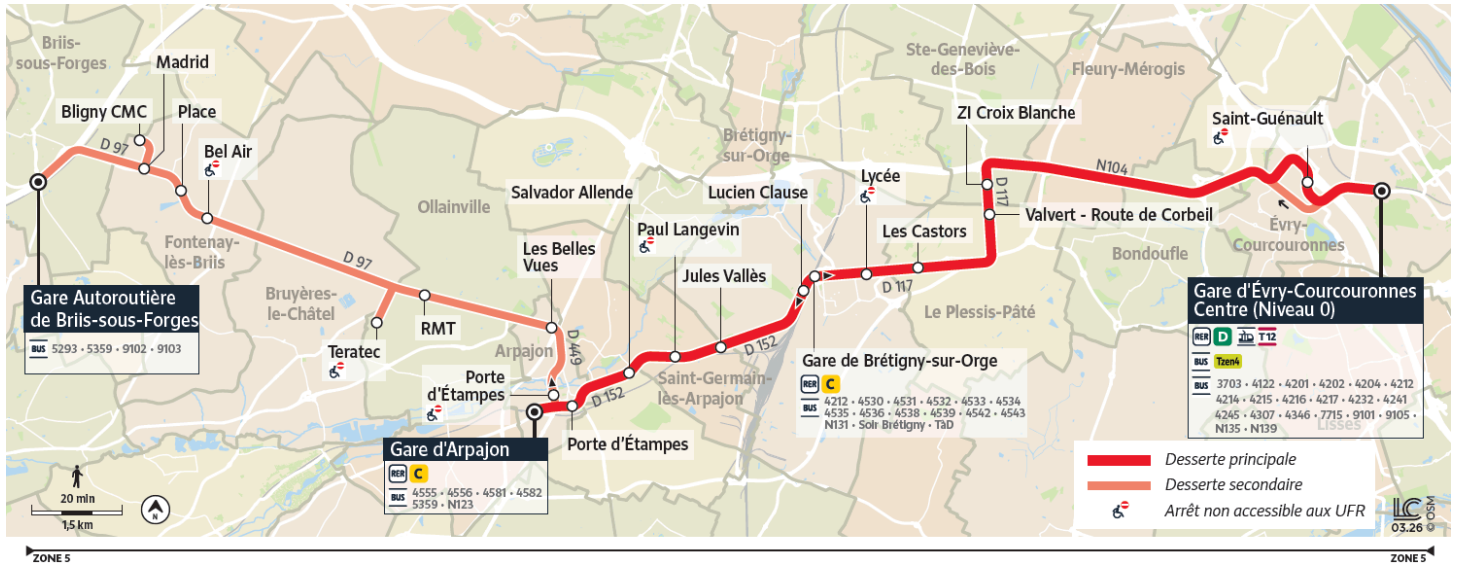 Briis-
sous-Forges
Madrid
Bligny CMC
Place
D 97
Bel Air
Fontenay-
lès-Briis
Gare Autoroutière
de Briis-sous-Forges
BUS 5293 • 5359 • 9102 • 9103
Bruyères-
le-Châtel
D 97
Ollainville
Teratec
RMT
Les Belles
Vues
Arpajon
D 449
Porte
d'Étampes
Gare d'Arpajon
RER C
BUS 4555 • 4556 • 4581 • 4582
5359 • N123
Porte d'Étampes
D 152
Salvador Allende
Paul Langevin
Jules Vallès
Saint-Germain-
lès-Arpajon
D 152
Brétigny-
sur-Orge
Lucien Clause
Lycée
Les Castors
D 117
Gare de Brétigny-sur-Orge
RER C
BUS 4212 • 4530 • 4531 • 4532 • 4533 • 4534
4535 • 4536 • 4538 • 4539 • 4542 • 4543
N131 • Soir Brétigny • TàD
Le Plessis-Pâté
Ste-Geneviève-
des-Bois
Fleury-Mérogis
ZI Croix Blanche
D 117
Valvert - Route de Corbeil
N104
Bondoufle
Saint-Guénault
Évry-
Courcouronnes
Gare d'Évry-Courcouronnes
Centre (Niveau 0)
RER D T 12
BUS Tzen4
BUS 3703 • 4122 • 4201 • 4202 • 4204 • 4212
4214 • 4215 • 4216 • 4217 • 4232 • 4241
4245 • 4307 • 4346 • 7715 • 9101 • 9105 •
N135 • N139
Lisses
Desserte principale
Desserte secondaire
Arrêt non accessible aux UFR
20 min
1,5 km
N
LC
03.26 © OSM
ZONE 5
ZONE 5